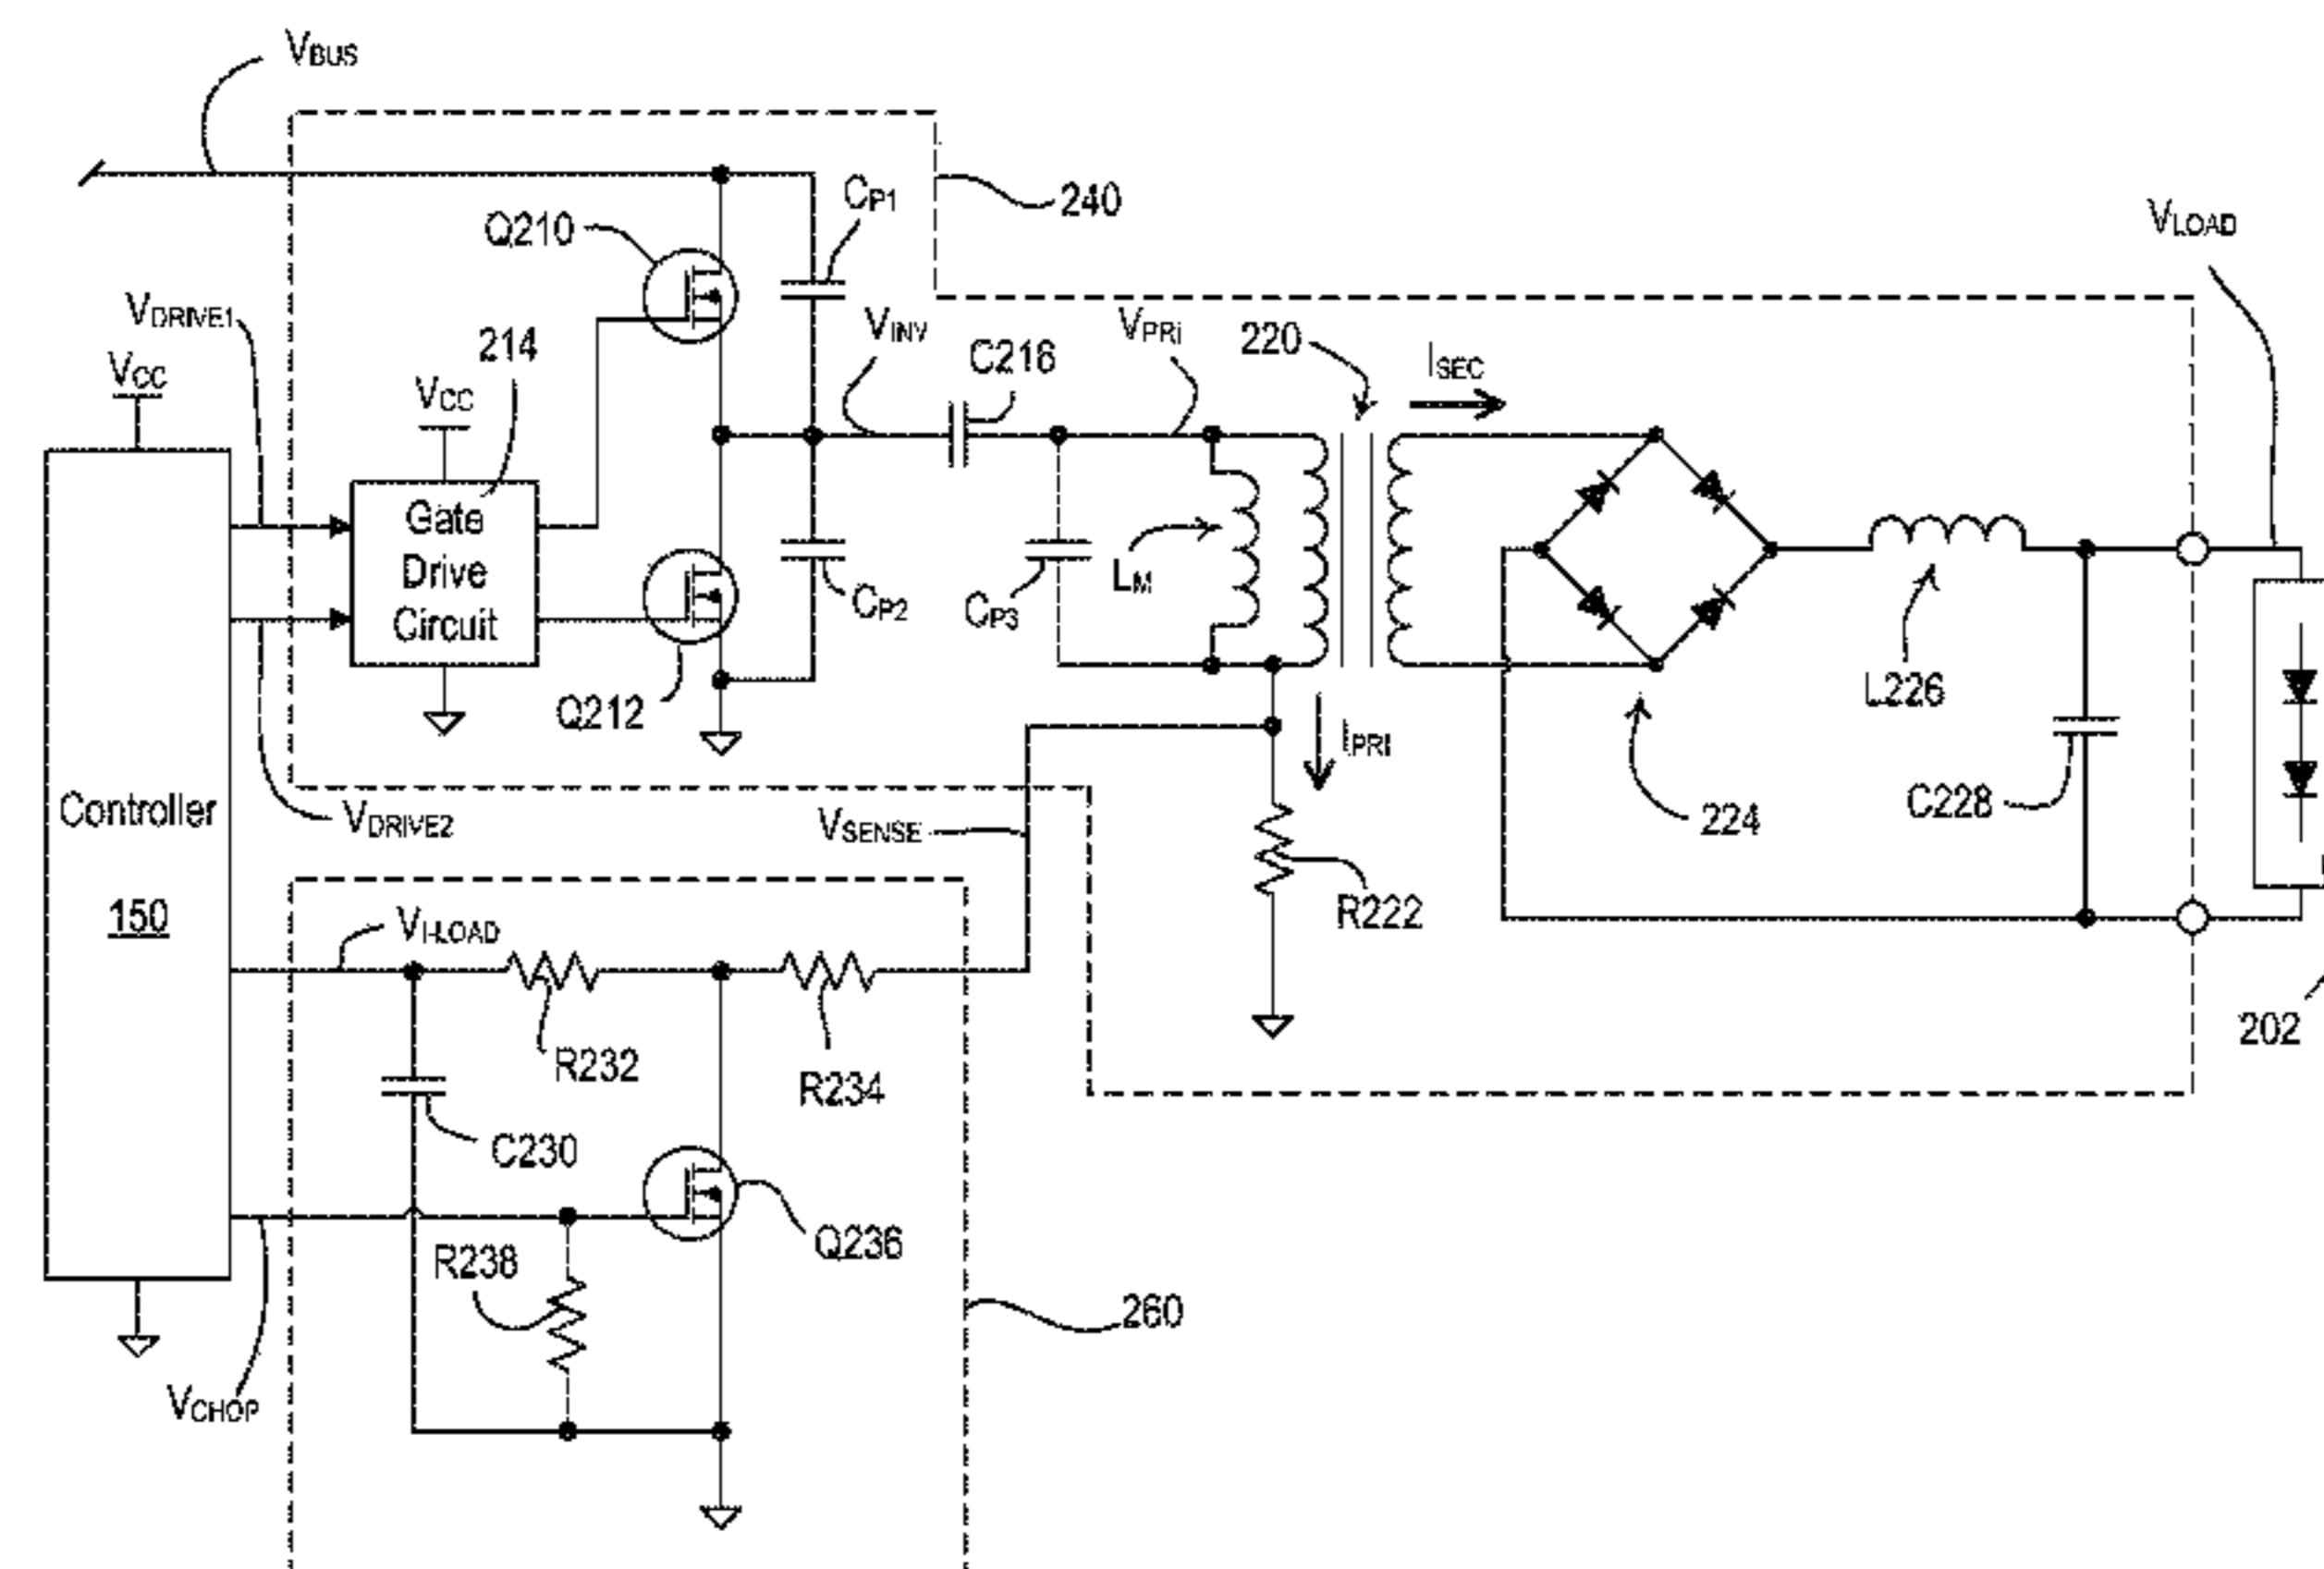 VBUS
CP1
240
Q210
VLOAD
VDRIVE1
VINV
VPRI
220
ISEC
214
C216
VCC
VCC
Gate
Drive
Circuit
CP2
CP3
LM
Q212
L226
IPRI
Controller
VDRIVE2
VSENSE
C228
224
150
VI-LOAD
R222
202
R232
R234
C230
Q236
R238
260
VCHOP